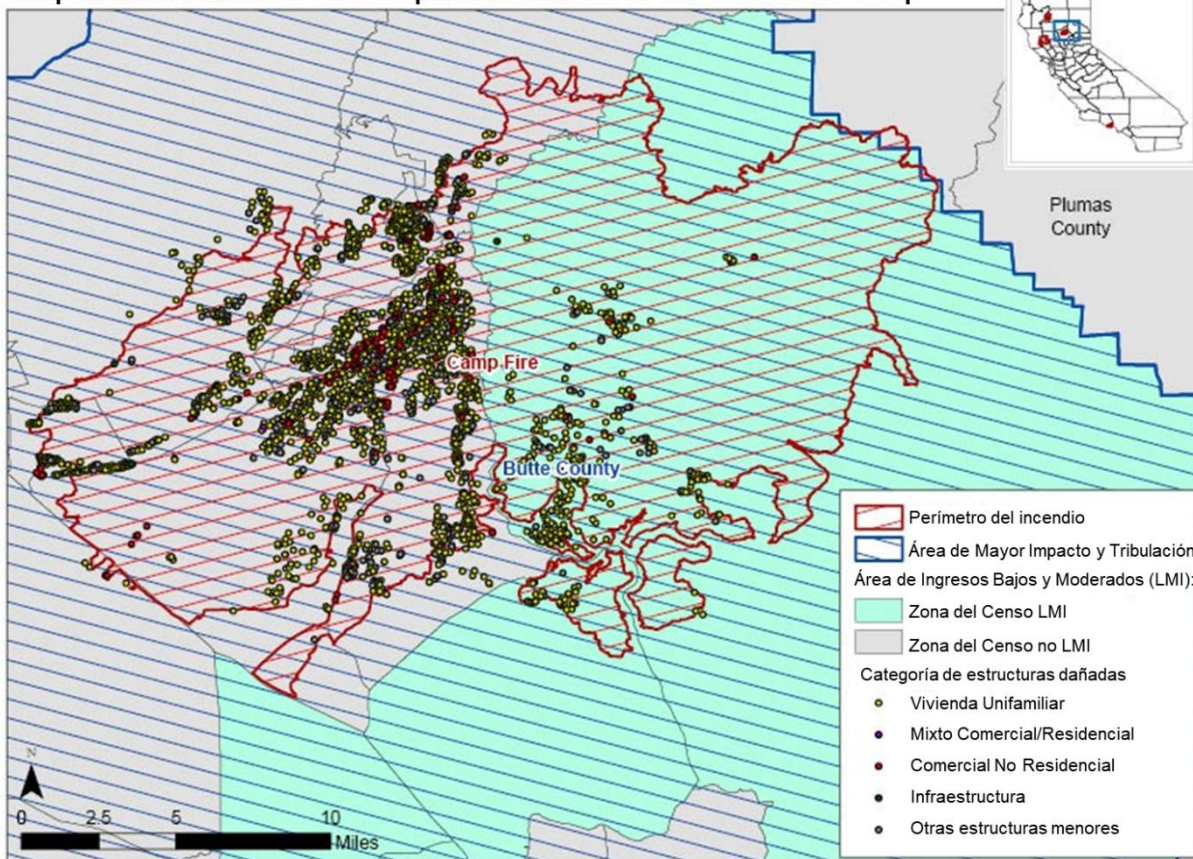 Plumas
County
Camp Fire
Butte County
Perímetro del incendio
Área de Mayor Impacto y Tribulación
Área de Ingresos Bajos y Moderados (LMI):
Zona del Censo LMI
Zona del Censo no LMI
Categoría de estructuras dañadas
Vivienda Unifamiliar
Mixto Comercial/Residencial
Comercial No Residencial
Infraestructura
Otras estructuras menores
N
0 2.5 5 10
Miles